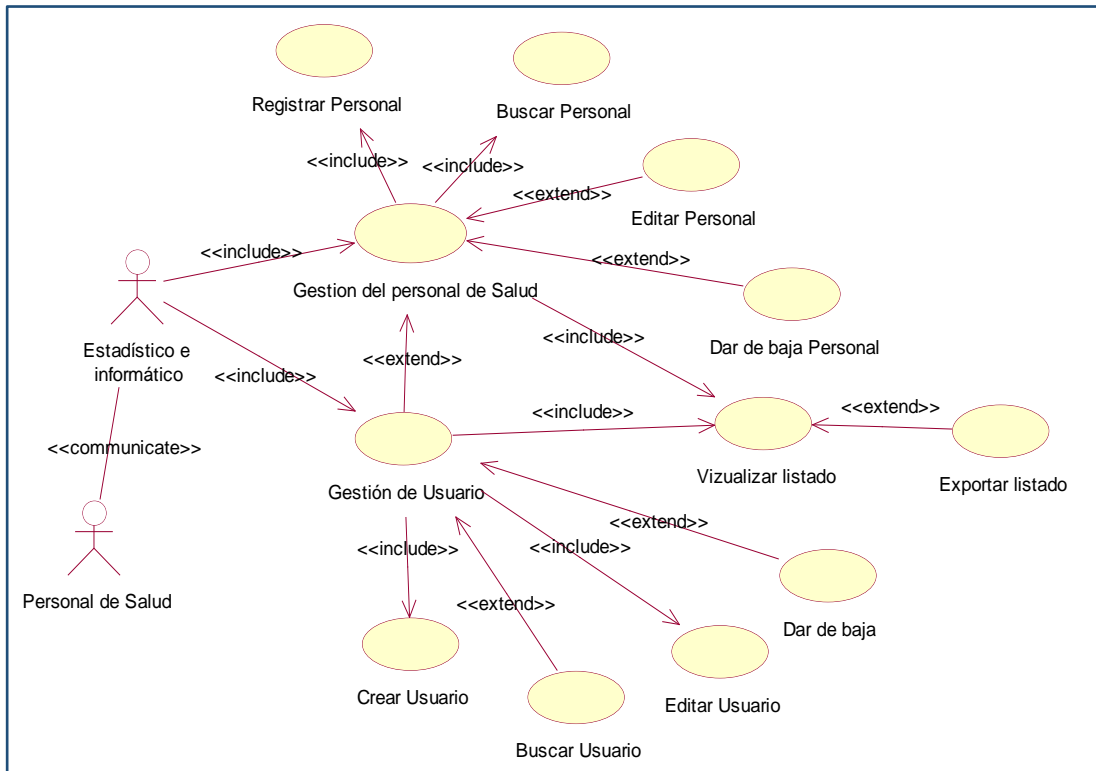 Registrar Personal
Buscar Personal
<<include>>
<<include>>
<<extend>>
Editar Personal
<<include>>
<<extend>>
Gestion del personal de Salud
Dar de baja Personal
Estadístico e
informático
<<include>>
<<extend>>
<<include>>
<<include>>
<<extend>>
<<communicate>>
Vizualizar listado
Exportar listado
Gestión de Usuario
<<extend>>
<<include>>
<<include>>
Personal de Salud
<<extend>>
Dar de baja
Crear Usuario
Editar Usuario
Buscar Usuario